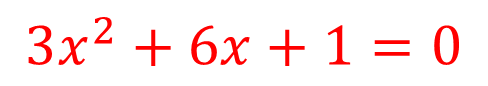 3x² + 6x + 1 = 0